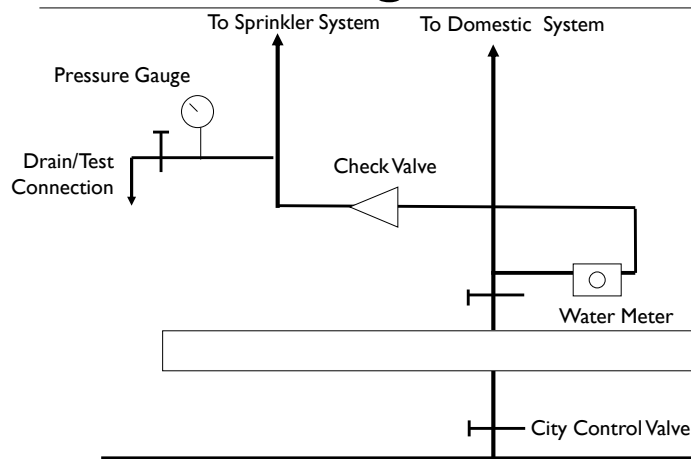 To Sprinkler System
To Domestic System
Pressure Gauge
Drain/Test
Connection
Check Valve
Water Meter
City Control Valve